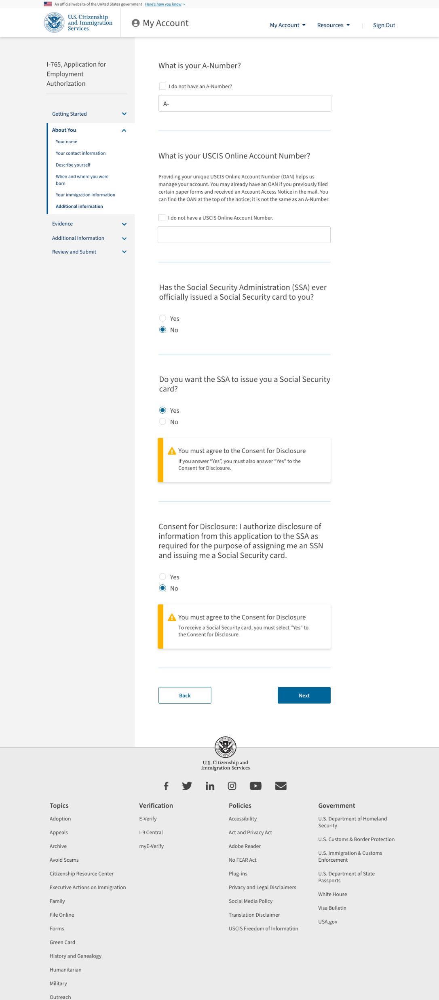 An official website of the United States government Here's how you know
U.S. Citizenship
and Immigration
Services
My Account
My Account
Resources
|
Sign Out
I-765, Application for
Employment
Authorization
Getting Started
About You
Your name
Your contact information
Describe yourself
When and where you were
born
Your immigration information
Additional information
Evidence
Additional Information
Review and Submit
What is your A-Number?
I do not have an A-Number?
A-
What is your USCIS Online Account Number?
Providing your unique USCIS Online Account Number (OAN) helps us
manage your account. You may already have an OAN if you previously filed
certain paper forms and received an Account Access Notice in the mail. You
can find the OAN at the top of the notice; it is not the same as an A-Number.
I do not have a USCIS Online Account Number.
Has the Social Security Administration (SSA) ever
officially issued a Social Security card to you?
Yes
No
Do you want the SSA to issue you a Social Security
card?
Yes
No
You must agree to the Consent for Disclosure
If you answer “Yes”, you must also answer “Yes” to the
Consent for Disclosure.
Consent for Disclosure: I authorize disclosure of
information from this application to the SSA as
required for the purpose of assigning me an SSN
and issuing me a Social Security card.
Yes
No
You must agree to the Consent for Disclosure
To receive a Social Security card, you must select “Yes” to
the Consent for Disclosure.
Back
Next
U.S. Citizenship and
Immigration Services
Topics
Adoption
Appeals
Archive
Avoid Scams
Citizenship Resource Center
Executive Actions on Immigration
Family
File Online
Forms
Green Card
History and Genealogy
Humanitarian
Military
Outreach
Verification
E-Verify
I-9 Central
myE-Verify
Policies
Accessibility
Act and Privacy Act
Adobe Reader
No FEAR Act
Plug-ins
Privacy and Legal Disclaimers
Social Media Policy
Translation Disclaimer
USCIS Freedom of Information
Government
U.S. Department of Homeland
Security
U.S. Customs & Border Protection
U.S. Immigration & Customs
Enforcement
U.S. Department of State
Passports
White House
Visa Bulletin
USA.gov